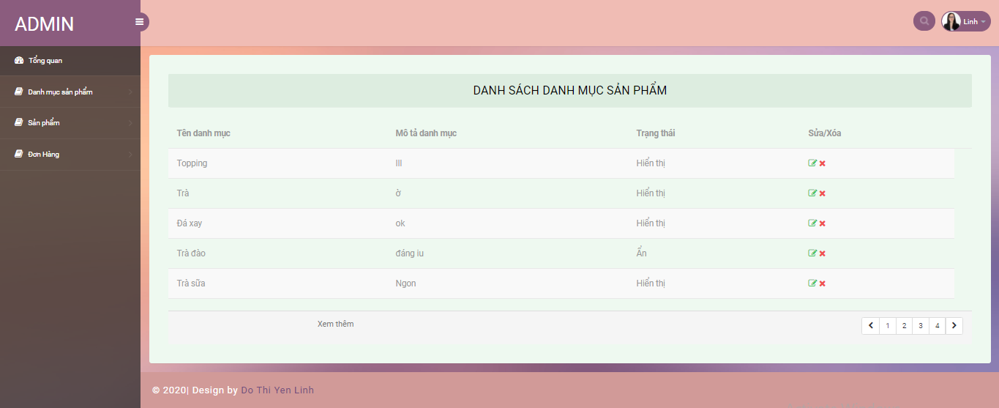 ADMIN
Linh
Tổng quan
Danh mục sản phẩm
Sản phẩm
Đơn Hàng
DANH SÁCH DANH MỤC SẢN PHẨM
Tên danh mục Mô tả danh mục Trạng thái Sửa/Xóa
Topping lll Hiển thị
Trà ờ Hiển thị
Đá xay ok Hiển thị
Trà đào đáng iu Ẩn
Trà sữa Ngon Hiển thị
Xem thêm 1 2 3 4
© 2020| Design by Do Thi Yen Linh